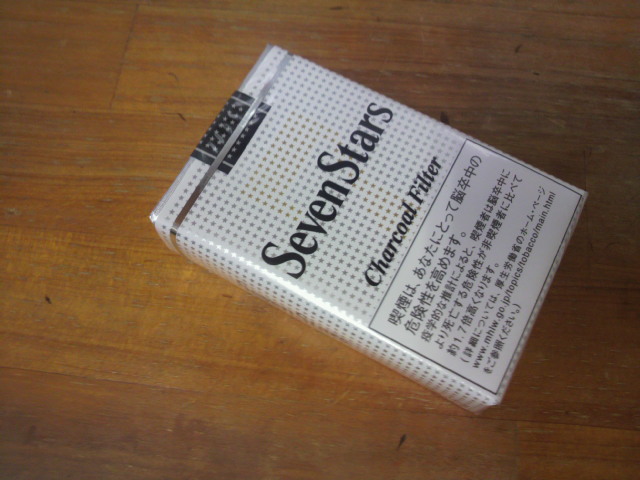 SevenStars
Charcoal Filter
喫煙は、あなたにとって脳卒中の
危険性を高めます。
疫学的な推計によると、喫煙者は脳卒中に
より死亡する危険性が非喫煙者に比べて
約1.7倍高くなります。
(詳細については、厚生労働省のホーム・ページ
www.mhlw.go.jp/topics/tobacco/main.html
をご参照ください。)